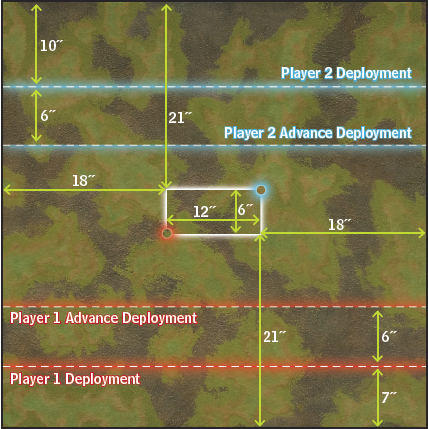 10″
Player 2 Deployment
6″
21″
Player 2 Advance Deployment
18″
12″
6″
18″
Player 1 Advance Deployment
21″
6″
Player 1 Deployment
7″